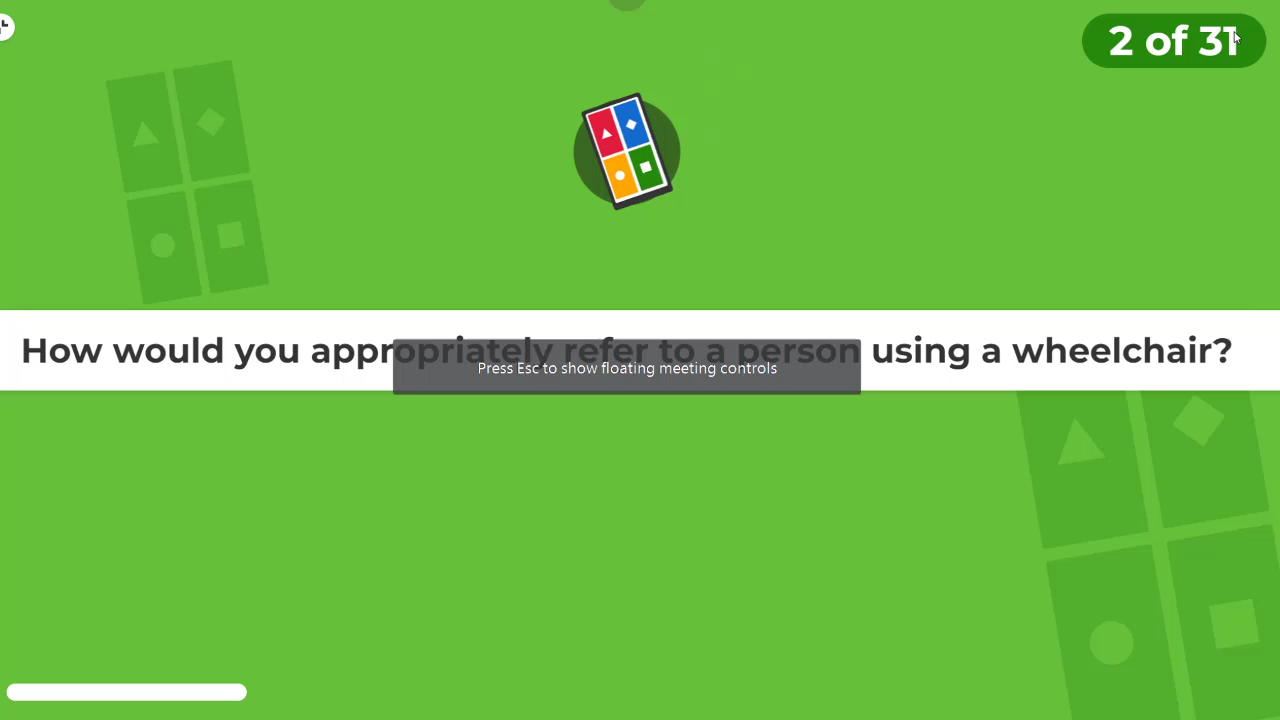 2 of 31
How would you appropriately refer to a person using a wheelchair?
Press Esc to show floating meeting controls